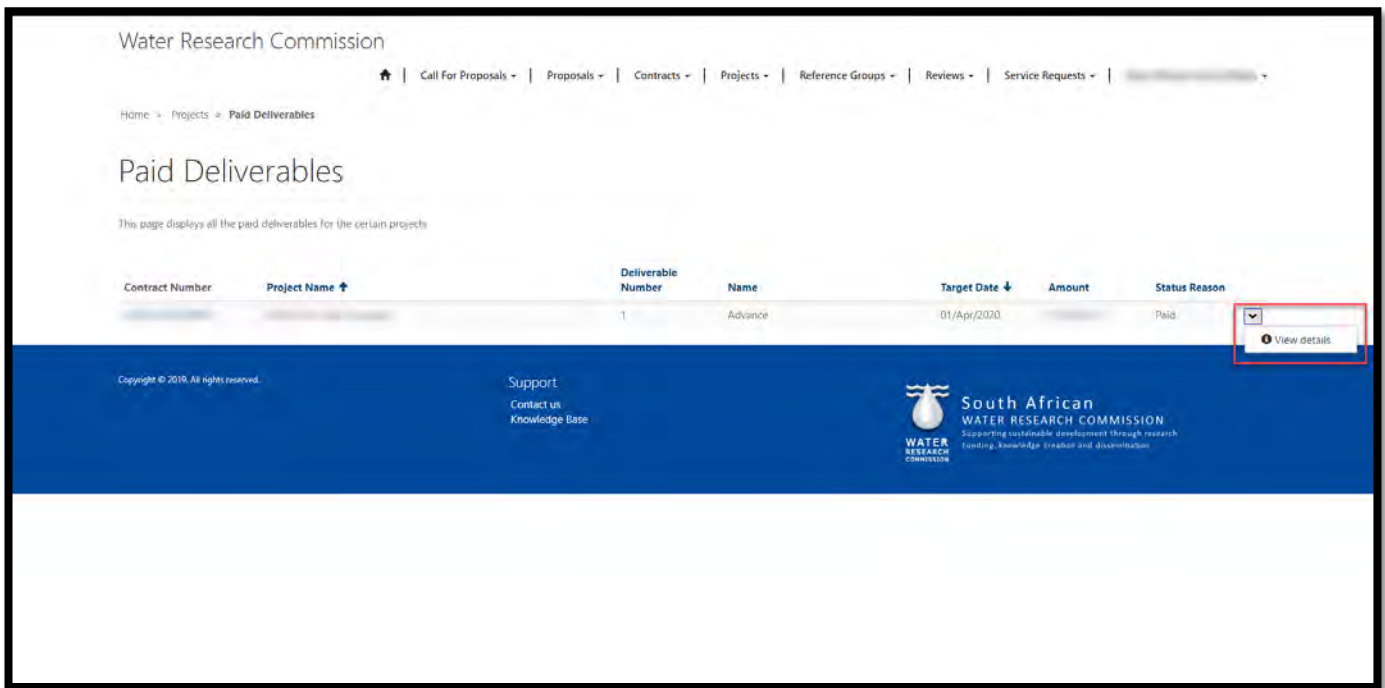 Water Research Commission
Call For Proposals | Proposals | Contracts | Projects | Reference Groups | Reviews | Service Requests |
Home » Projects » Paid Deliverables
Paid Deliverables
This page displays all the paid deliverables for the certain projects
Contract Number Project Name Deliverable Number Name Target Date Amount Status Reason
1 Advance 01/Apr/2020 Paid
View details
Copyright © 2019. All rights reserved.
Support
Contact us
Knowledge Base
WATER
RESEARCH
COMMISSION
South African
WATER RESEARCH COMMISSION
Supporting sustainable development through research
funding, knowledge creation and dissemination